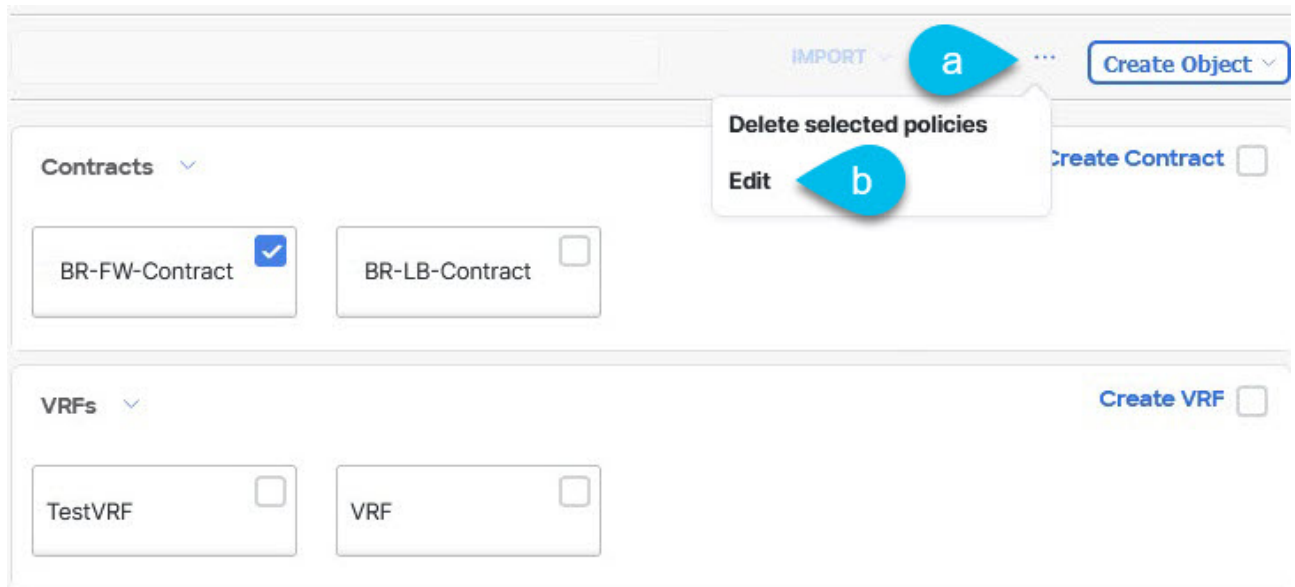 IMPORT
a
...
Create Object
Delete selected policies
Edit
b
Contracts
Create Contract
BR-FW-Contract
BR-LB-Contract
VRFs
Create VRF
TestVRF
VRF